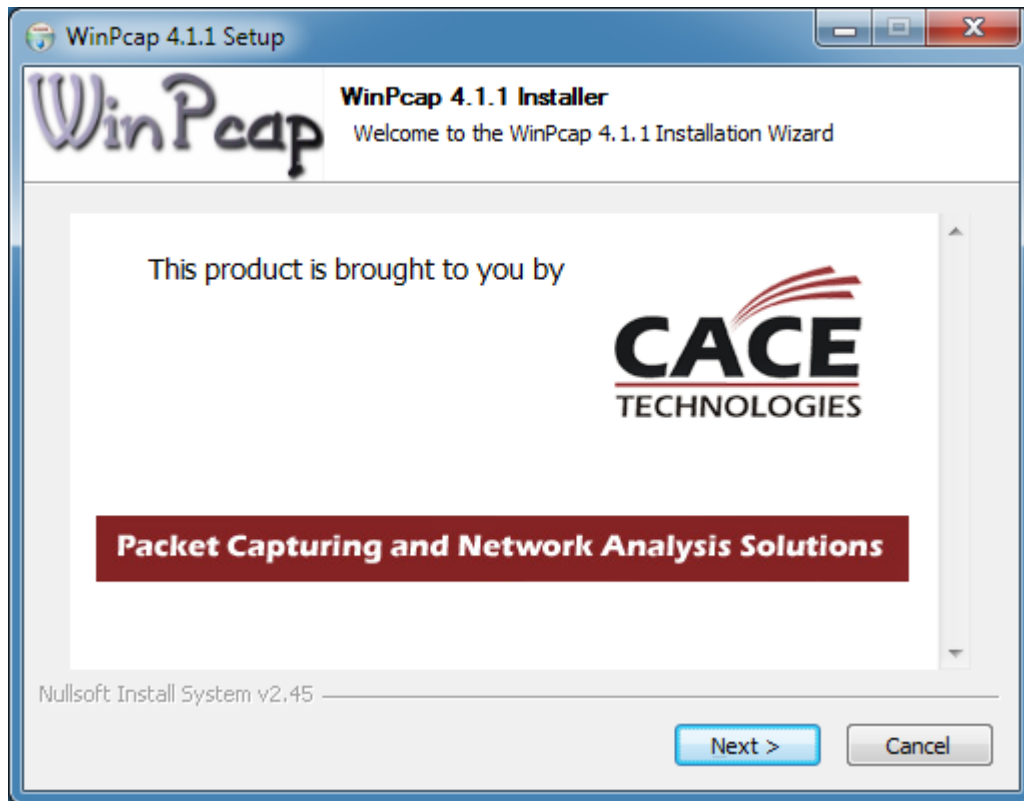 WinPcap 4.1.1 Setup
WinPcap
WinPcap 4.1.1 Installer
Welcome to the WinPcap 4.1.1 Installation Wizard
This product is brought to you by
CACE
TECHNOLOGIES
Packet Capturing and Network Analysis Solutions
Nullsoft Install System v2.45
Next >
Cancel